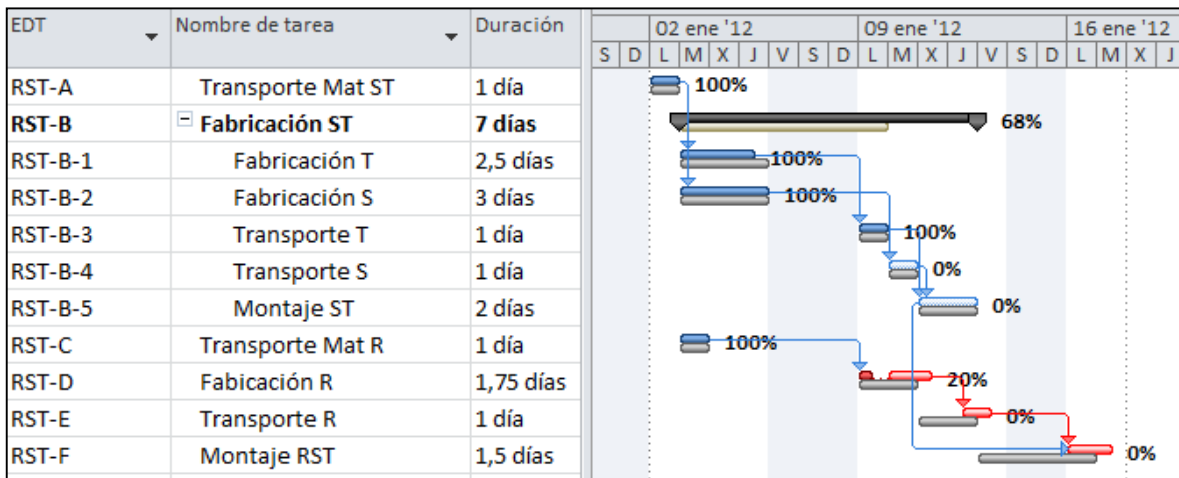 EDT Nombre de tarea Duración 02 ene '12 09 ene '12 16 ene '12
S D L M X J V S D L M X J V S D L M X J
RST-A Transporte Mat ST 1 día 100%
RST-B Fabricación ST 7 días 68%
RST-B-1 Fabricación T 2,5 días 100%
RST-B-2 Fabricación S 3 días 100%
RST-B-3 Transporte T 1 día 100%
RST-B-4 Transporte S 1 día 0%
RST-B-5 Montaje ST 2 días 0%
RST-C Transporte Mat R 1 día 100%
RST-D Fabicación R 1,75 días 20%
RST-E Transporte R 1 día 0%
RST-F Montaje RST 1,5 días 0%